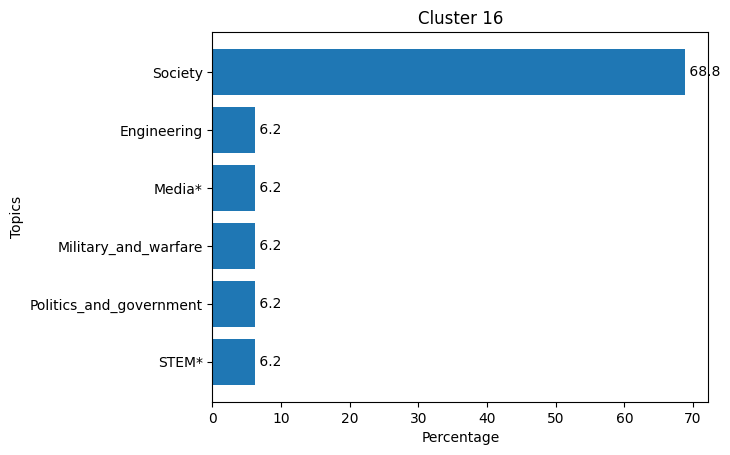 Cluster 16
Topics
Society 68.8
Engineering 6.2
Media* 6.2
Military_and_warfare 6.2
Politics_and_government 6.2
STEM* 6.2
0 10 20 30 40 50 60 70
Percentage